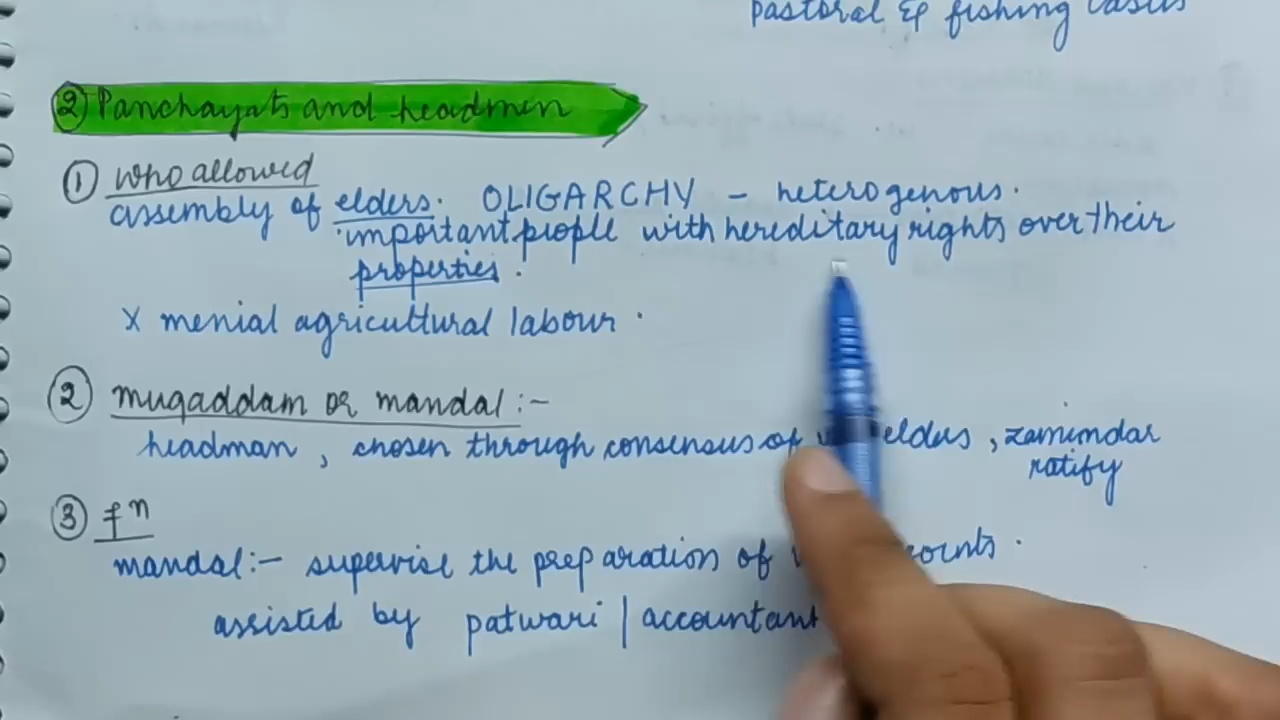 pastoral & fishing castes
② Panchayats and headmen
① who allowed
assembly of elders. OLIGARCHY - heterogenous.
important people with hereditary rights over their
properties.
x menial agricultural labour.
② muqaddam or mandal :-
headman, chosen through consensus of elders, zamindar
ratify
③ fⁿ
mandal :- supervise the preparation of
assisted by patwari | accountant